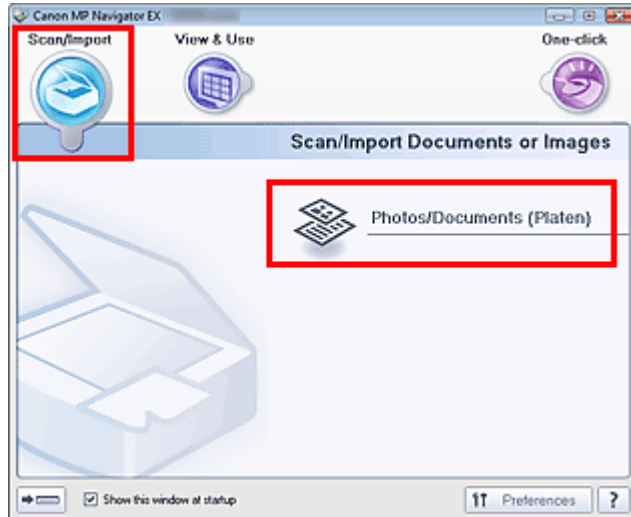 Canon MP Navigator EX
Scan/Import View & Use One-click
Scan/Import Documents or Images
Photos/Documents (Platen)
Show this window at startup Preferences ?